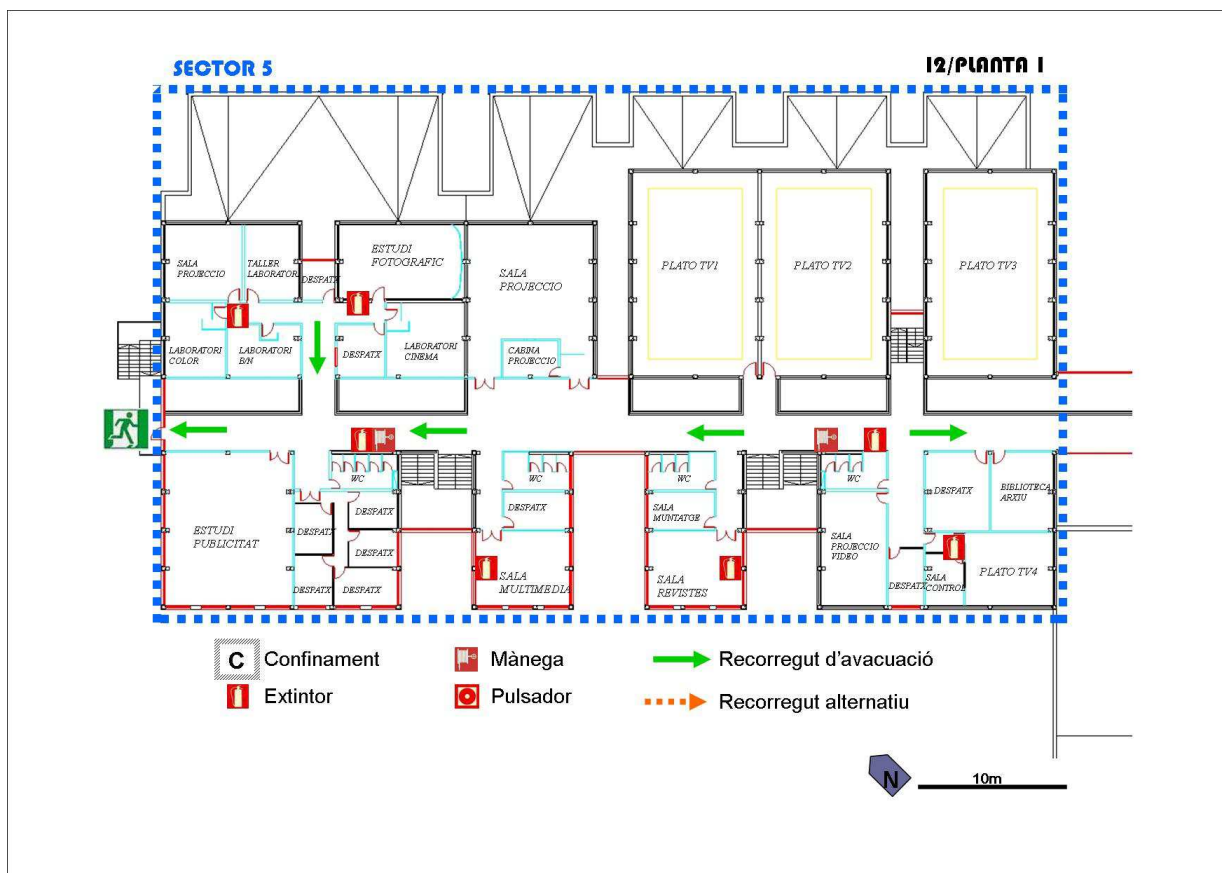 SECTOR 5
I2/PLANTA 1
SALA
PROJECCIO
TALLER
LABORATORI
DESPATX
ESTUDI
FOTOGRAFIC
SALA
PROJECCIO
PLATO TV1
PLATO TV2
PLATO TV3
LABORATORI
COLOR
LABORATORI
B/N
DESPATX
LABORATORI
CINEMA
CABINA
PROJECCIO
WC
WC
WC
WC
ESTUDI
PUBLICITAT
DESPATX
DESPATX
DESPATX
DESPATX
DESPATX
DESPATX
SALA
MULTIMEDIA
SALA
MUNTATGE
SALA
REVISTES
SALA
PROJECCIO
VIDEO
DESPATX
BIBLIOTECA
ARXIU
DESPATX
SALA
CONTROL
PLATO TV4
C Confinament
Mànega
Recorregut d'avacuació
Extintor
Pulsador
Recorregut alternatiu
N
10m